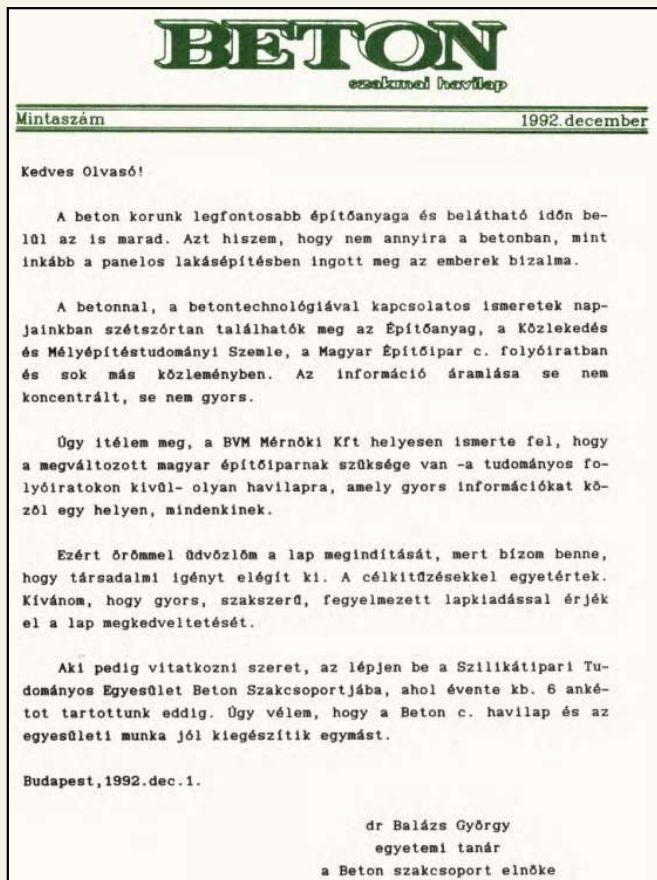 BETON
szakmai havilap
Mintaszám 1992.december
Kedves Olvasó!
A beton korunk legfontosabb építőanyaga és belátható időn be-
lül az is marad. Azt hiszem, hogy nem annyira a betonban, mint
inkább a panelos lakásépítésben ingott meg az emberek bizalma.
A betonnal, a betontechnológiával kapcsolatos ismeretek nap-
jainkban szétszórtan találhatók meg az Építőanyag, a Közlekedés
és Mélyépítéstudományi Szemle, a Magyar Építőipar c. folyóiratban
és sok más közleményben. Az információ áramlása se nem
koncentrált, se nem gyors.
Úgy itélem meg, a BVM Mérnöki Kft helyesen ismerte fel, hogy
a megváltozott magyar építőiparnak szüksége van -a tudományos fo-
lyóiratokon kivül- olyan havilapra, amely gyors információkat kö-
zöl egy helyen, mindenkinek.
Ezért örömmel üdvözlöm a lap megindítását, mert bízom benne,
hogy társadalmi igényt elégít ki. A célkitűzésekkel egyetértek.
Kívánom, hogy gyors, szakszerű, fegyelmezett lapkiadással érjék
el a lap megkedveltetését.
Aki pedig vitatkozni szeret, az lépjen be a Szilikátipari Tu-
dományos Egyesület Beton Szakcsoportjába, ahol évente kb. 6 anké-
tot tartottunk eddig. Úgy vélem, hogy a Beton c. havilap és az
egyesületi munka jól kiegészítik egymást.
Budapest,1992.dec.1.
dr Balázs György
egyetemi tanár
a Beton szakcsoport elnöke